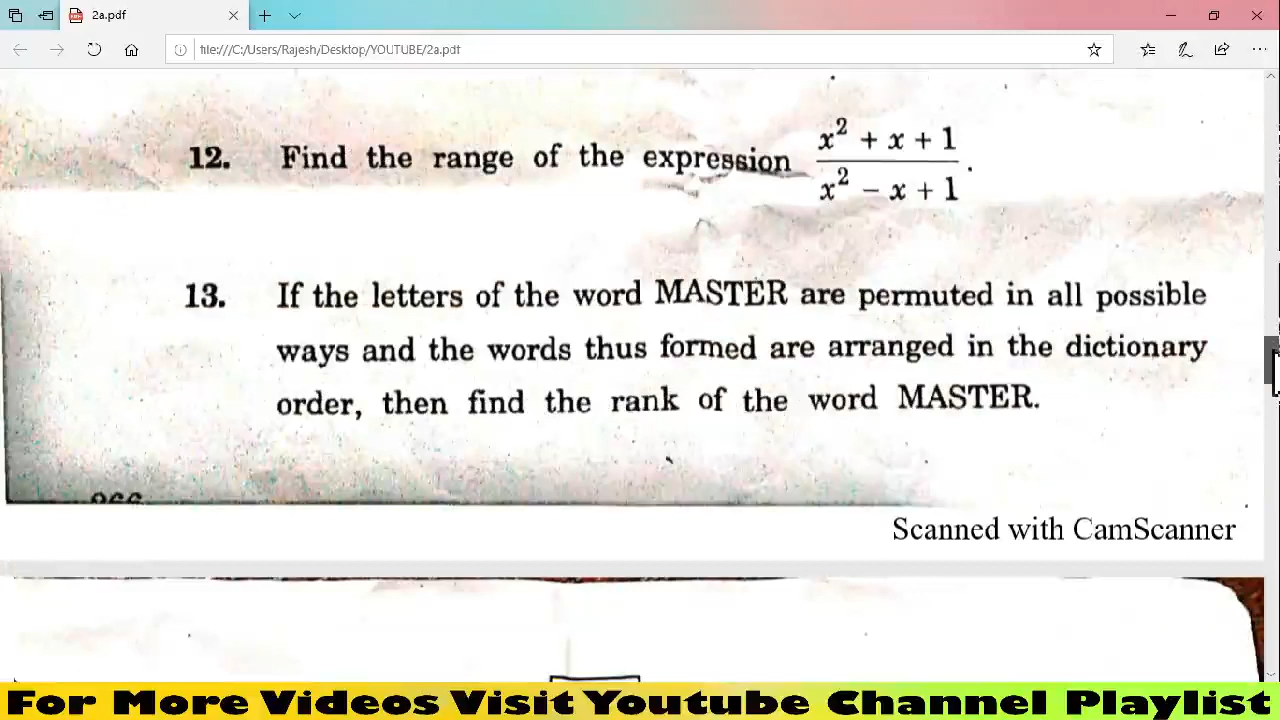 2a.pdf
file:///C:/Users/Rajesh/Desktop/YOUTUBE/2a.pdf
12. Find the range of the expression (x² + x + 1)/(x² − x + 1).
13. If the letters of the word MASTER are permuted in all possible
ways and the words thus formed are arranged in the dictionary
order, then find the rank of the word MASTER.
Scanned with CamScanner
For More Videos Visit Youtube Channel Playlist